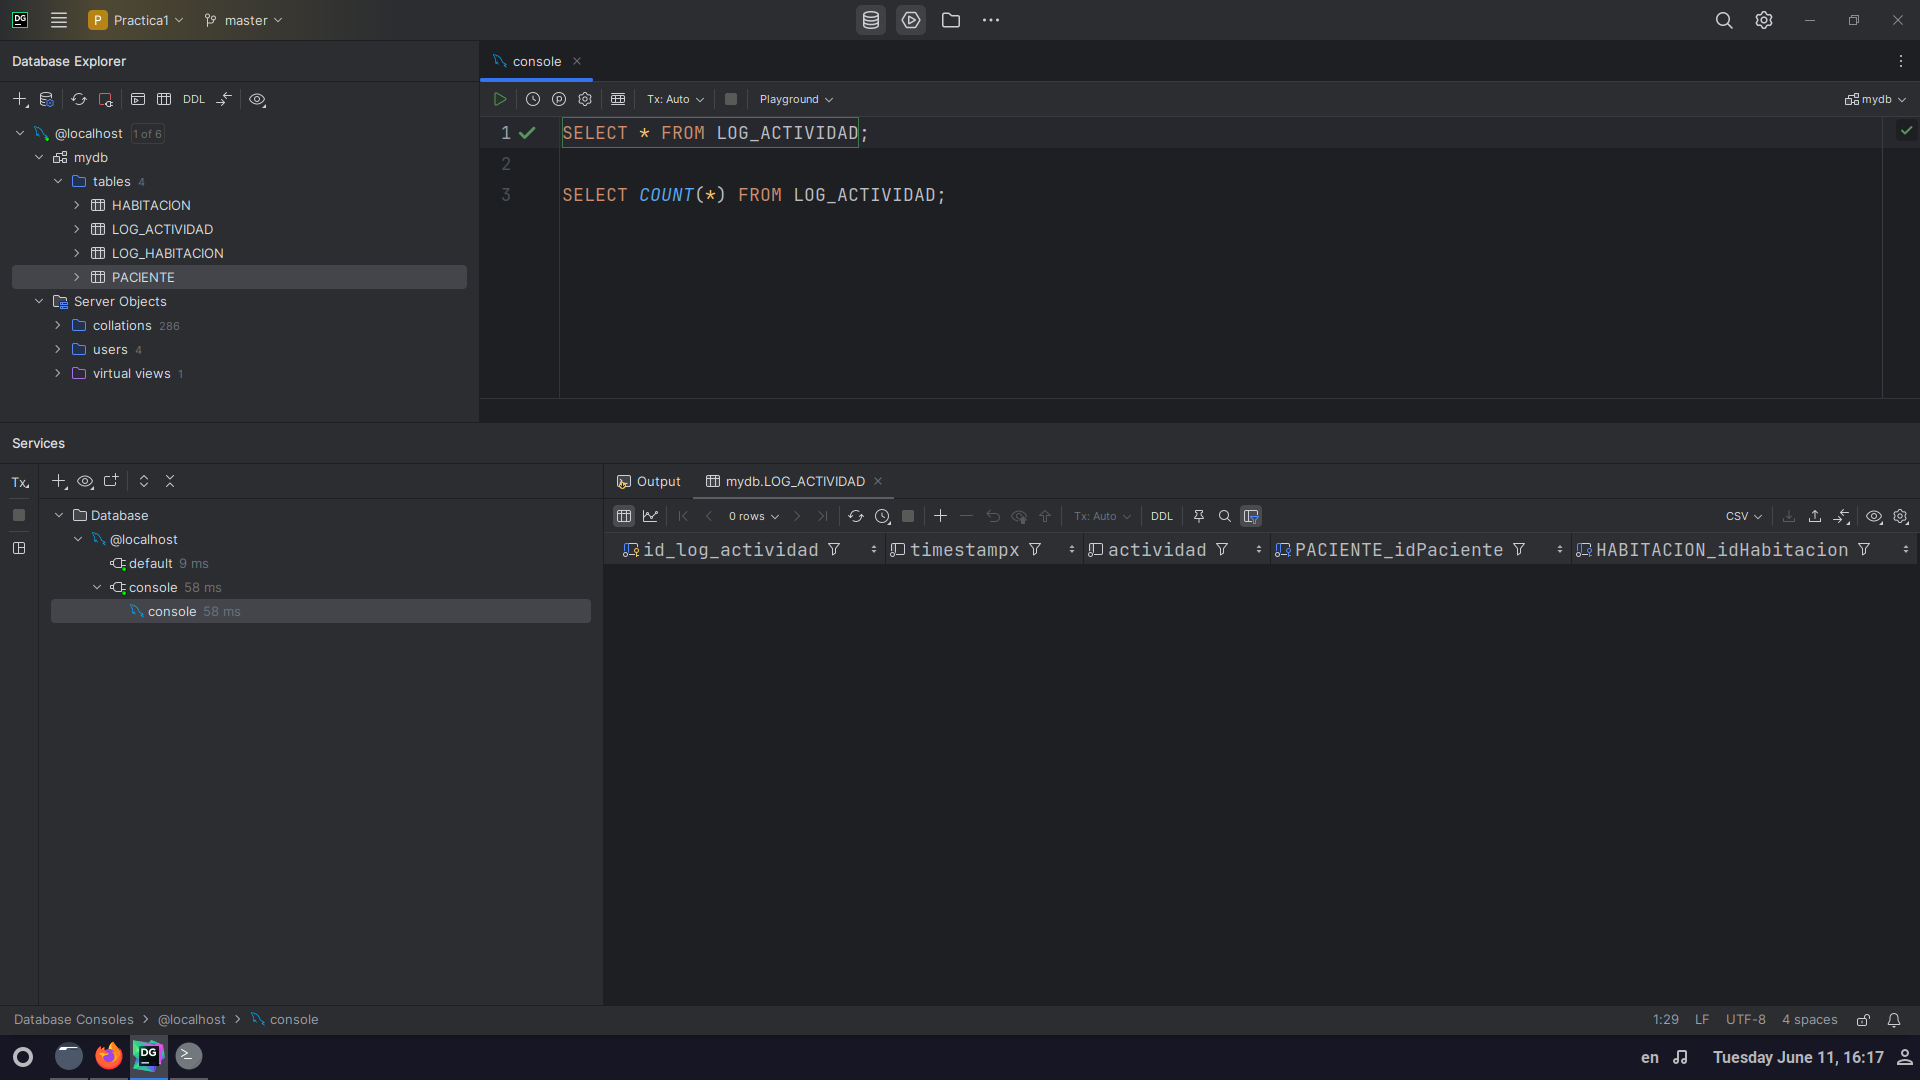 DG
P Practica1
master
Database Explorer
DDL
@localhost 1 of 6
mydb
tables 4
HABITACION
LOG_ACTIVIDAD
LOG_HABITACION
PACIENTE
Server Objects
collations 286
users 4
virtual views 1
console
Tx: Auto
Playground
mydb
1 SELECT * FROM LOG_ACTIVIDAD;
2
3 SELECT COUNT(*) FROM LOG_ACTIVIDAD;
Services
Tx
Database
@localhost
default 9 ms
console 58 ms
console 58 ms
Output
mydb.LOG_ACTIVIDAD
0 rows
Tx: Auto
DDL
CSV
id_log_actividad timestampx actividad PACIENTE_idPaciente HABITACION_idHabitacion
Database Consoles > @localhost > console
1:29 LF UTF-8 4 spaces
DG
en
Tuesday June 11, 16:17